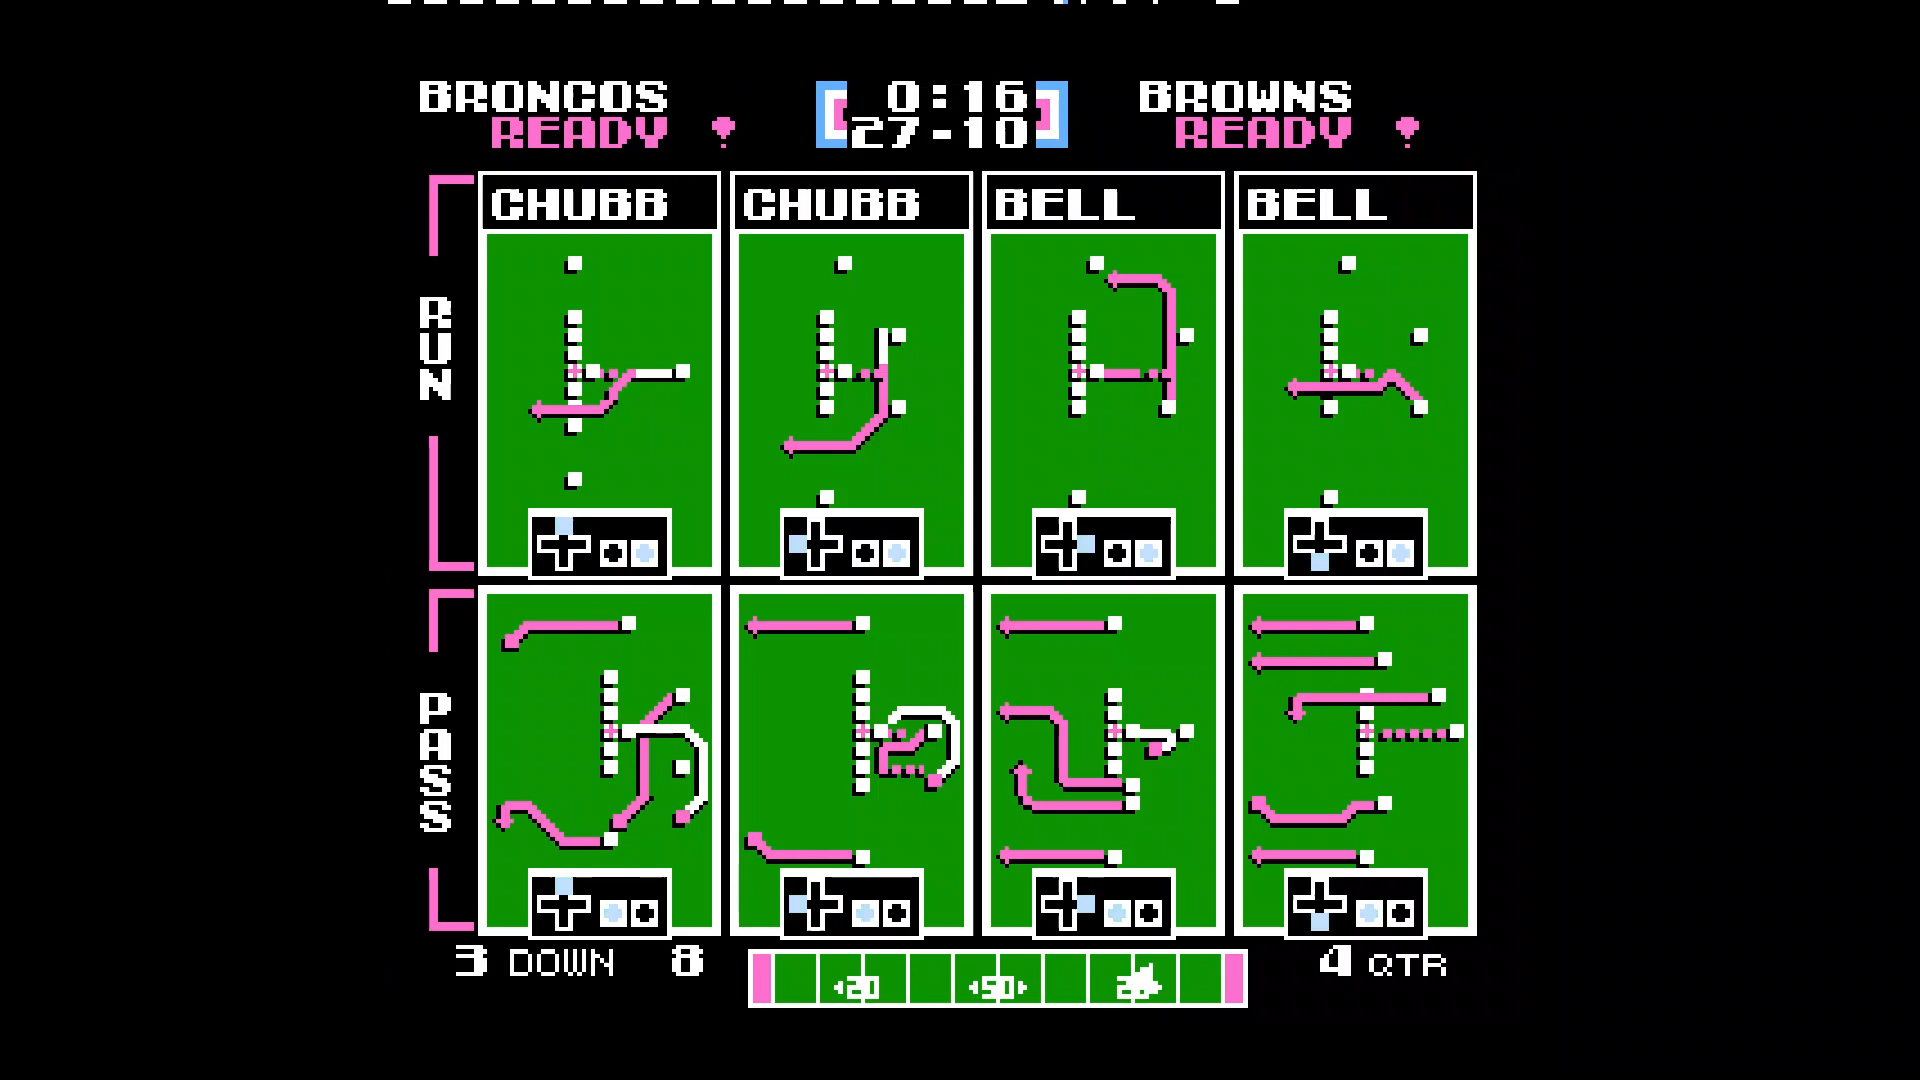 BRONCOS 0:16 BROWNS
READY 27-10 READY
CHUBB CHUBB BELL BELL
RUN
PASS
3 DOWN 8 4 QTR
20 50 20